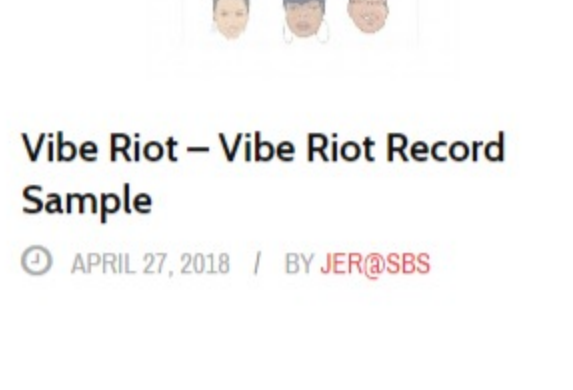 Vibe Riot – Vibe Riot Record
Sample
APRIL 27, 2018 / BY JER@SBS